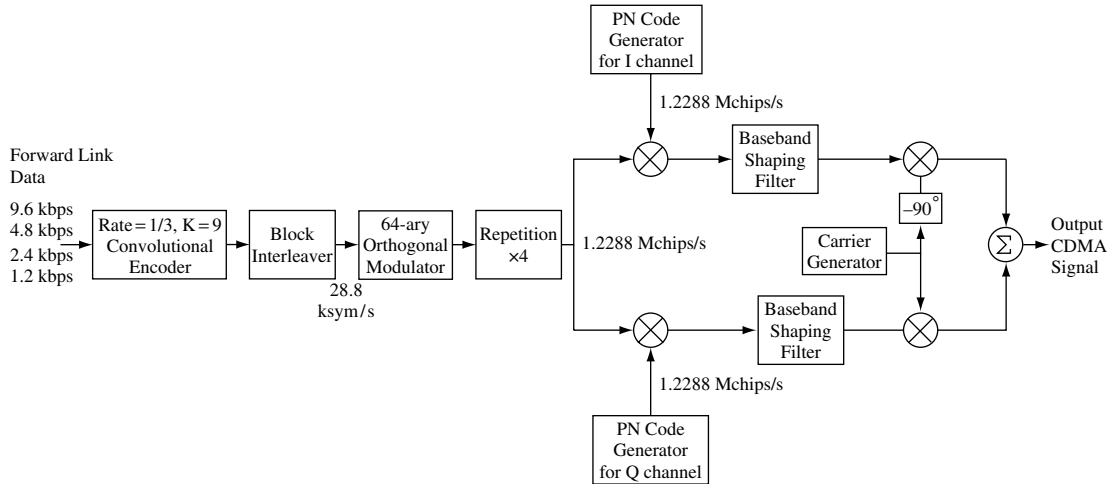 PN Code
Generator
for I channel
1.2288 Mchips/s
Forward Link
Data
9.6 kbps
4.8 kbps
2.4 kbps
1.2 kbps
Rate = 1/3, K = 9
Convolutional
Encoder
Block
Interleaver
28.8
ksym/s
64-ary
Orthogonal
Modulator
Repetition
×4
1.2288 Mchips/s
Baseband
Shaping
Filter
–90°
Carrier
Generator
Σ
Output
CDMA
Signal
Baseband
Shaping
Filter
1.2288 Mchips/s
PN Code
Generator
for Q channel